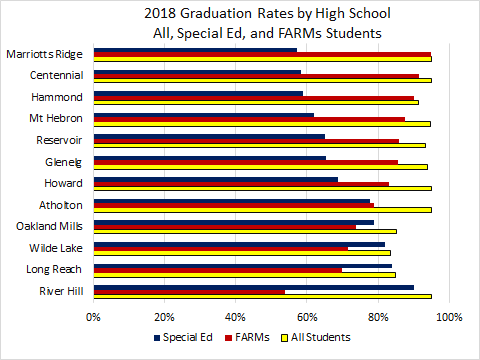 2018 Graduation Rates by High School
All, Special Ed, and FARMs Students
Marriotts Ridge
Centennial
Hammond
Mt Hebron
Reservoir
Glenelg
Howard
Atholton
Oakland Mills
Wilde Lake
Long Reach
River Hill
0% 20% 40% 60% 80% 100%
Special Ed FARMs All Students